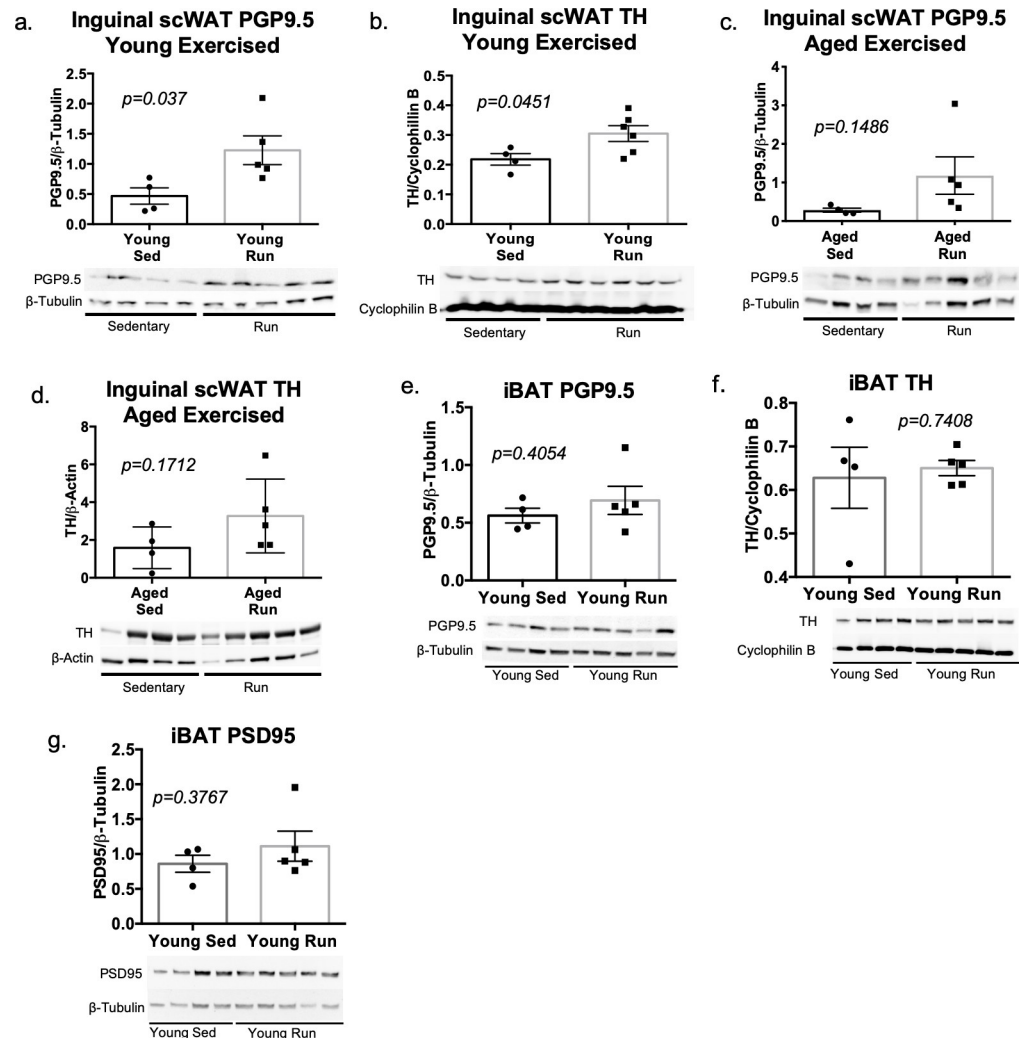 a.
Inguinal scWAT PGP9.5
Young Exercised
PGP9.5/β-Tubulin
2.5
2.0
1.5
1.0
0.5
0.0
p=0.037
Young Sed
Young Run
PGP9.5
β-Tubulin
Sedentary
Run
b.
Inguinal scWAT TH
Young Exercised
TH/Cyclophillin B
0.5
0.4
0.3
0.2
0.1
0.0
p=0.0451
Young Sed
Young Run
TH
Cyclophilin B
Sedentary
Run
c.
Inguinal scWAT PGP9.5
Aged Exercised
PGP9.5/β-Tubulin
4
3
2
1
0
p=0.1486
Aged Sed
Aged Run
PGP9.5
β-Tubulin
Sedentary
Run
d.
Inguinal scWAT TH
Aged Exercised
TH/β-Actin
8
6
4
2
0
p=0.1712
Aged Sed
Aged Run
TH
β-Actin
Sedentary
Run
e.
iBAT PGP9.5
PGP9.5/β-Tubulin
1.5
1.0
0.5
0.0
p=0.4054
Young Sed
Young Run
PGP9.5
β-Tubulin
Young Sed
Young Run
f.
iBAT TH
TH/Cyclophilin B
0.8
0.7
0.6
0.5
0.4
p=0.7408
Young Sed
Young Run
TH
Cyclophilin B
Young Sed
Young Run
g.
iBAT PSD95
PSD95/β-Tubulin
2.5
2.0
1.5
1.0
0.5
0.0
p=0.3767
Young Sed
Young Run
PSD95
β-Tubulin
Young Sed
Young Run